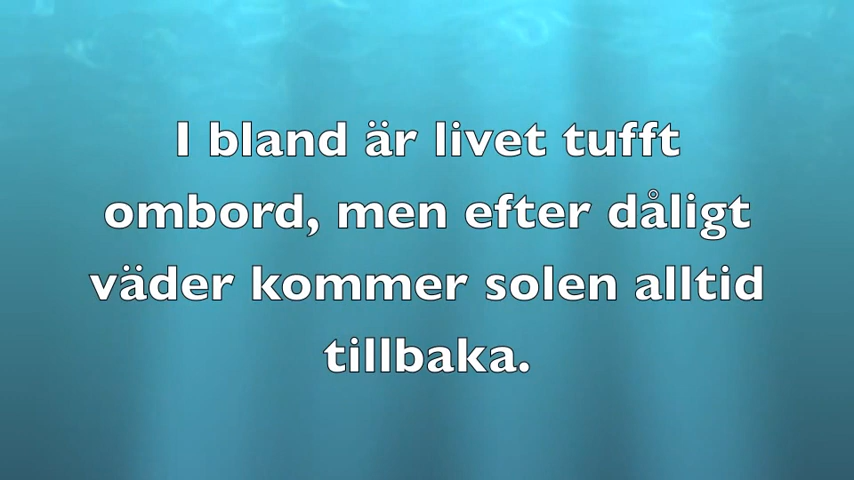 I bland är livet tufft
ombord, men efter dåligt
väder kommer solen alltid
tillbaka.